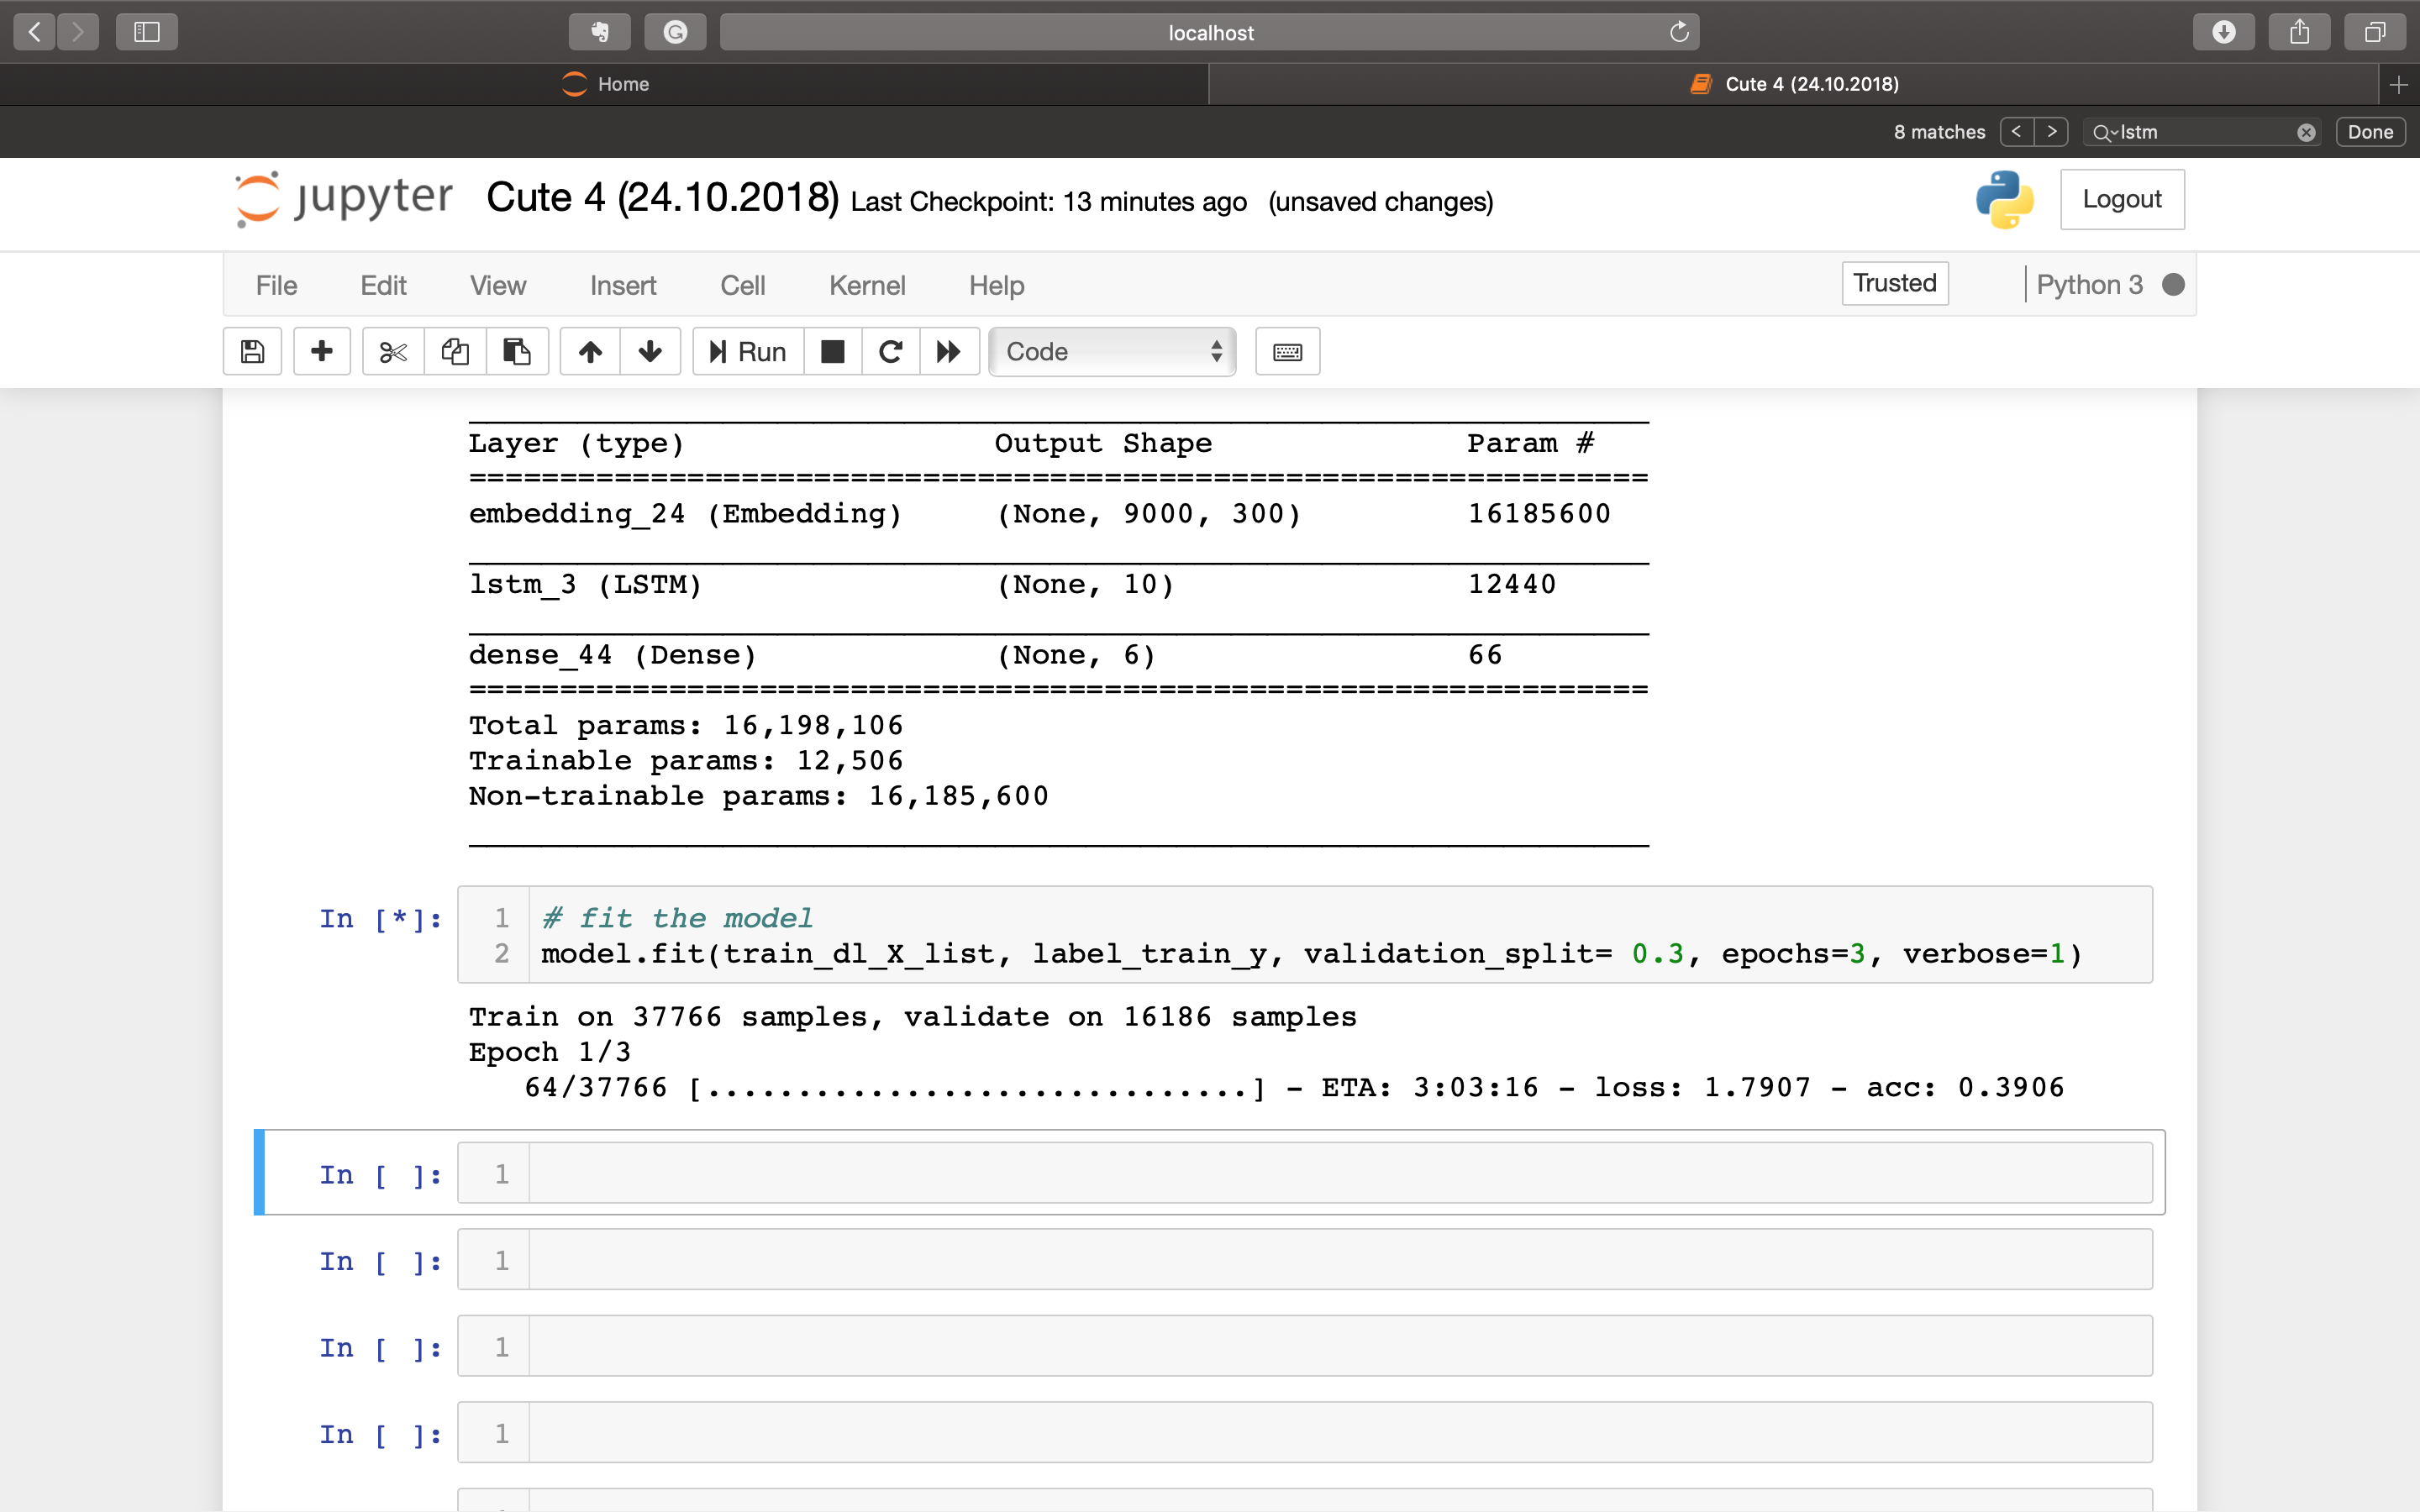 localhost
Home
Cute 4 (24.10.2018)
8 matches
lstm
Done
jupyter Cute 4 (24.10.2018) Last Checkpoint: 13 minutes ago (unsaved changes)
Logout
File Edit View Insert Cell Kernel Help
Trusted
Python 3
Run
Code
Layer (type) Output Shape Param #
=================================================================
embedding_24 (Embedding) (None, 9000, 300) 16185600
lstm_3 (LSTM) (None, 10) 12440
dense_44 (Dense) (None, 6) 66
=================================================================
Total params: 16,198,106
Trainable params: 12,506
Non-trainable params: 16,185,600
In [*]:
1 # fit the model
2 model.fit(train_dl_X_list, label_train_y, validation_split= 0.3, epochs=3, verbose=1)
Train on 37766 samples, validate on 16186 samples
Epoch 1/3
64/37766 [..............................] - ETA: 3:03:16 - loss: 1.7907 - acc: 0.3906
In [ ]: 1
In [ ]: 1
In [ ]: 1
In [ ]: 1